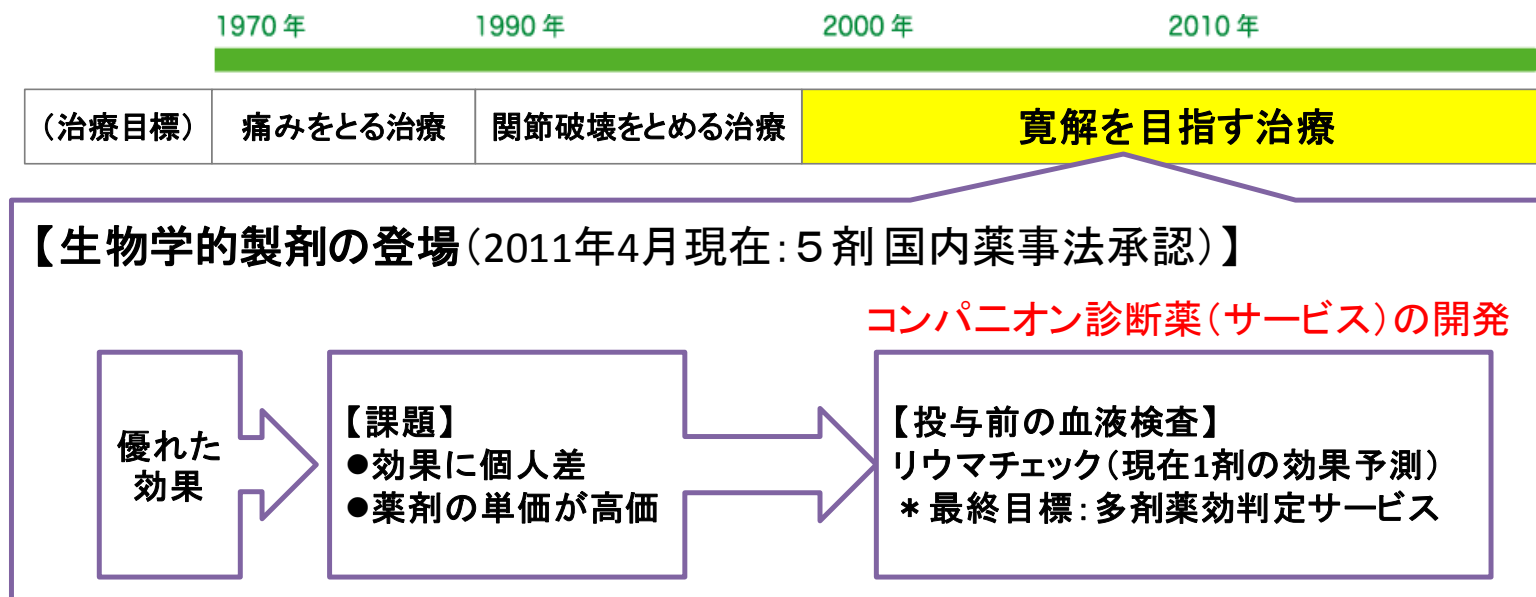 1970年 1990年 2000年 2010年
(治療目標) 痛みをとる治療 関節破壊をとめる治療 寛解を目指す治療
【生物学的製剤の登場(2011年4月現在:5剤国内薬事法承認)】
コンパニオン診断薬(サービス)の開発
優れた
効果
【課題】
●効果に個人差
●薬剤の単価が高価
【投与前の血液検査】
リウマチェック(現在1剤の効果予測)
*最終目標:多剤薬効判定サービス